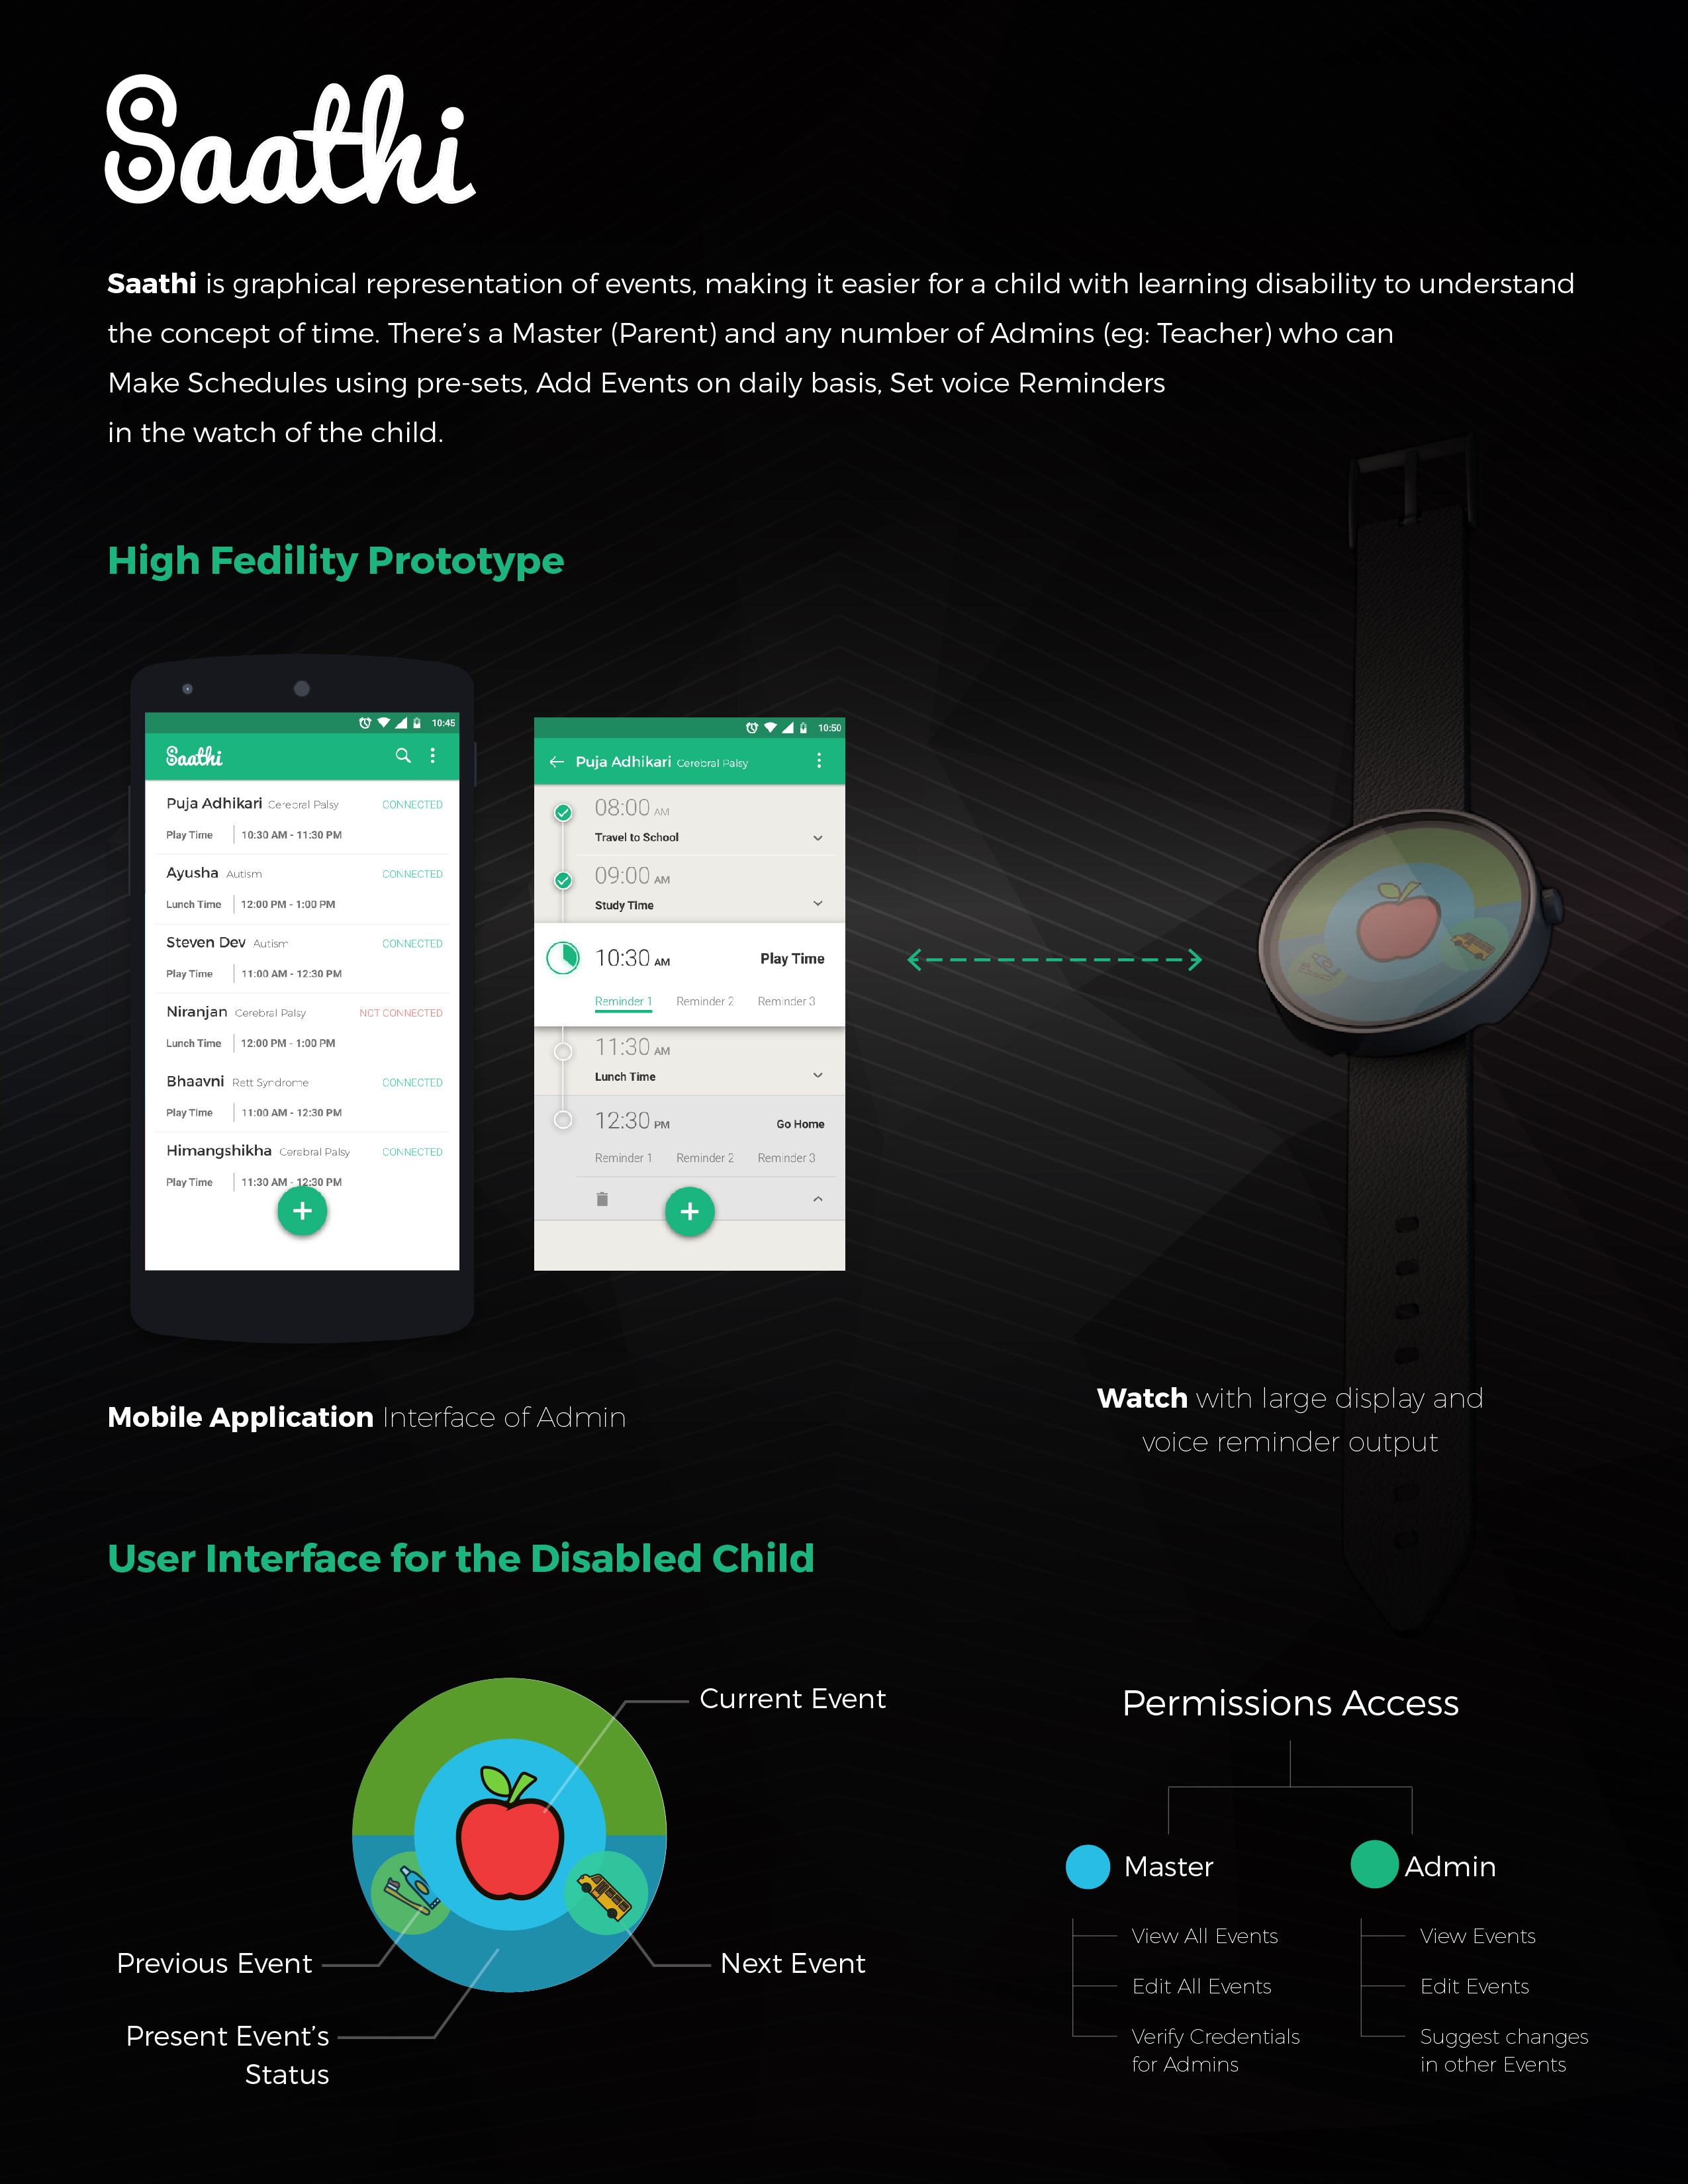 Saathi
Saathi is graphical representation of events, making it easier for a child with learning disability to understand
the concept of time. There's a Master (Parent) and any number of Admins (eg: Teacher) who can
Make Schedules using pre-sets, Add Events on daily basis, Set voice Reminders
in the watch of the child.
High Fedility Prototype
10:45
Saathi
Puja Adhikari Cerebral Palsy CONNECTED
Play Time 10:30 AM - 11:30 PM
Ayusha Autism CONNECTED
Lunch Time 12:00 PM - 1:00 PM
Steven Dev Autism CONNECTED
Play Time 11:00 AM - 12:30 PM
Niranjan Cerebral Palsy NOT CONNECTED
Lunch Time 12:00 PM - 1:00 PM
Bhaavni Rett Syndrome CONNECTED
Play Time 11:00 AM - 12:30 PM
Himangshikha Cerebral Palsy CONNECTED
Play Time 11:30 AM - 12:30 PM
10:50
Puja Adhikari Cerebral Palsy
08:00 AM
Travel to School
09:00 AM
Study Time
10:30 AM Play Time
Reminder 1 Reminder 2 Reminder 3
11:30 AM
Lunch Time
12:30 PM Go Home
Reminder 1 Reminder 2 Reminder 3
Mobile Application Interface of Admin
Watch with large display and
voice reminder output
User Interface for the Disabled Child
Current Event
Previous Event
Next Event
Present Event's
Status
Permissions Access
Master
View All Events
Edit All Events
Verify Credentials
for Admins
Admin
View Events
Edit Events
Suggest changes
in other Events